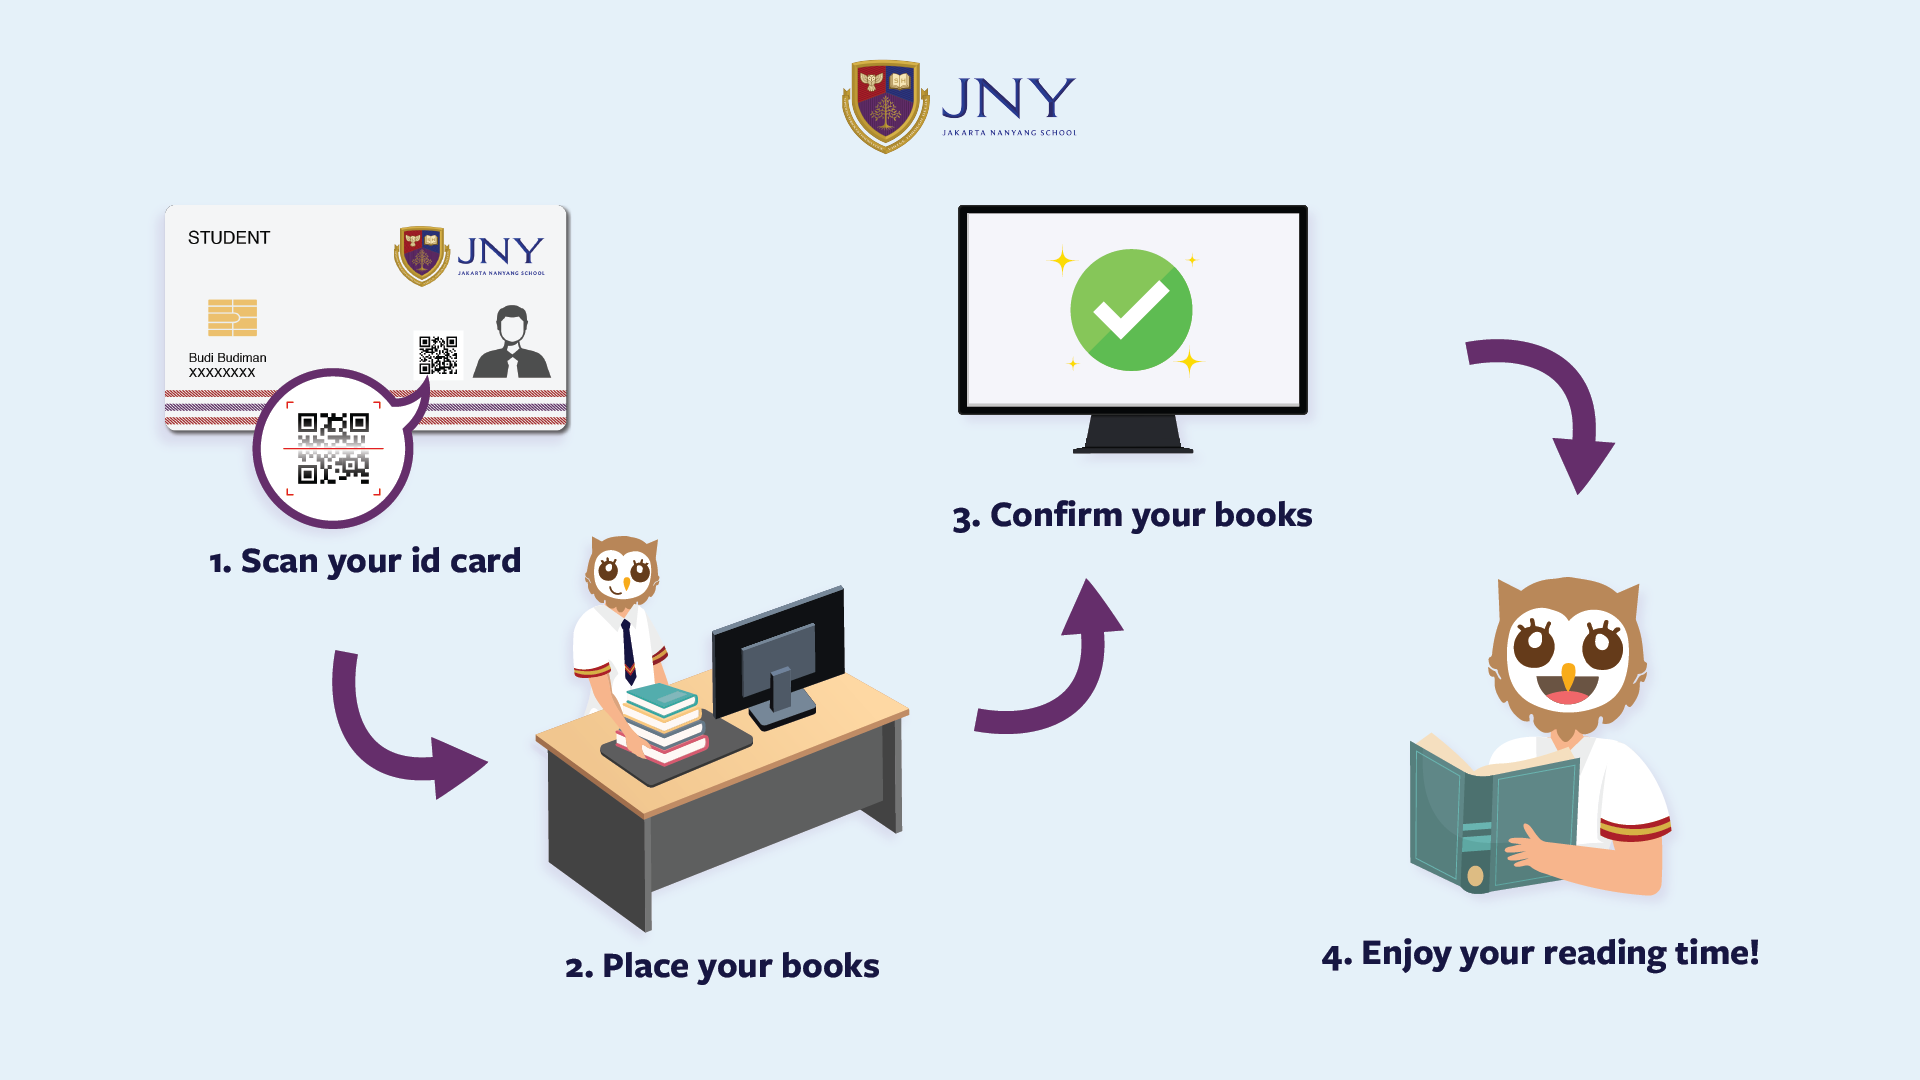 JNY
JAKARTA NANYANG SCHOOL
STUDENT
JNY
JAKARTA NANYANG SCHOOL
Budi Budiman
XXXXXXXX
1. Scan your id card
2. Place your books
3. Confirm your books
4. Enjoy your reading time!